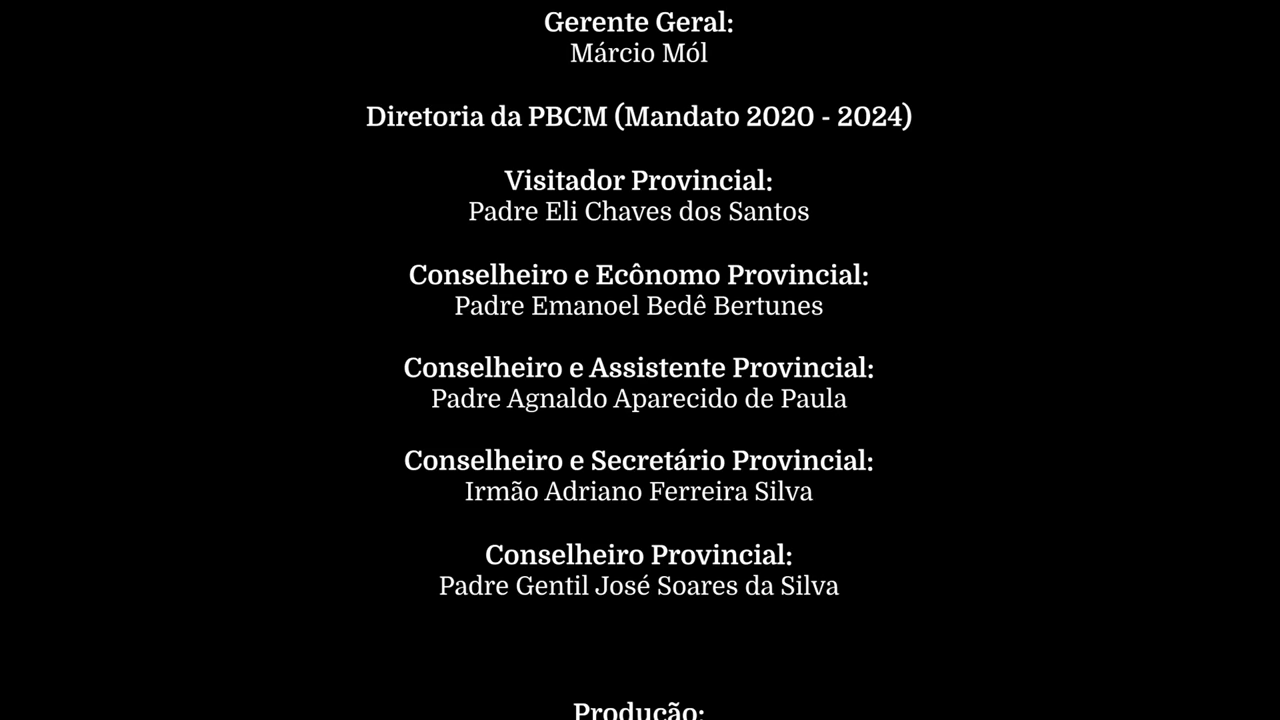 Gerente Geral:
Márcio Mól
Diretoria da PBCM (Mandato 2020 - 2024)
Visitador Provincial:
Padre Eli Chaves dos Santos
Conselheiro e Ecônomo Provincial:
Padre Emanoel Bedê Bertunes
Conselheiro e Assistente Provincial:
Padre Agnaldo Aparecido de Paula
Conselheiro e Secretário Provincial:
Irmão Adriano Ferreira Silva
Conselheiro Provincial:
Padre Gentil José Soares da Silva
Produção: